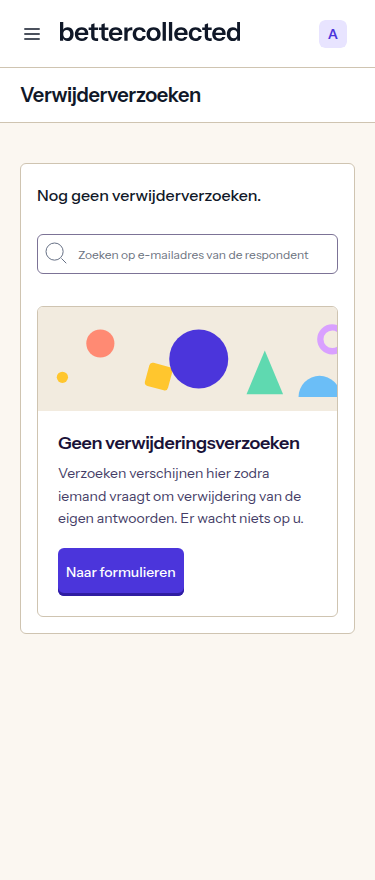 bettercollected
A
Verwijderverzoeken
Nog geen verwijderverzoeken.
Zoeken op e-mailadres van de respondent
Geen verwijderingsverzoeken
Verzoeken verschijnen hier zodra
iemand vraagt om verwijdering van de
eigen antwoorden. Er wacht niets op u.
Naar formulieren